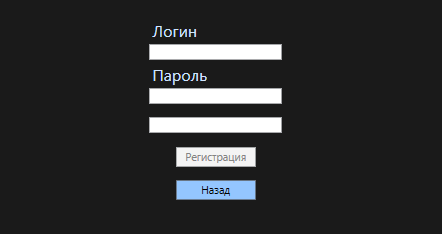 Логин
Пароль
Регистрация
Назад